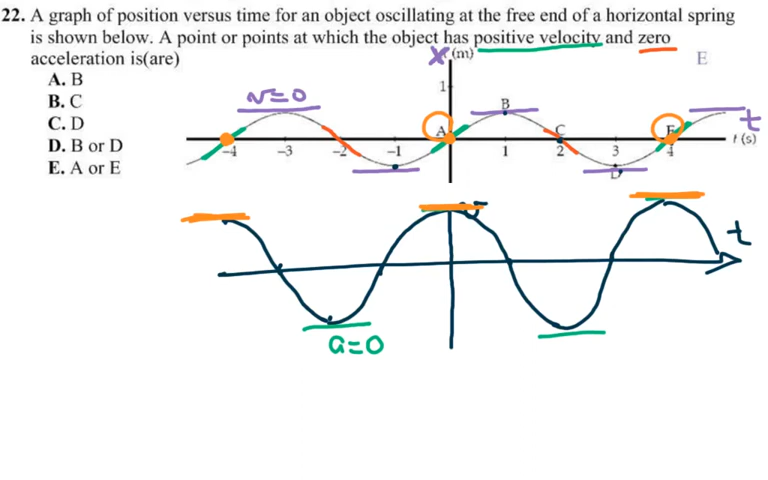 22. A graph of position versus time for an object oscillating at the free end of a horizontal spring
is shown below. A point or points at which the object has positive velocity and zero
acceleration is(are)
X (m)
E
A. B
B. C
C. D
D. B or D
E. A or E
1
v=0
B
A
C
E
t
-4
-3
-2
-1
1
2
3
4
t (s)
D
v
t
a=0